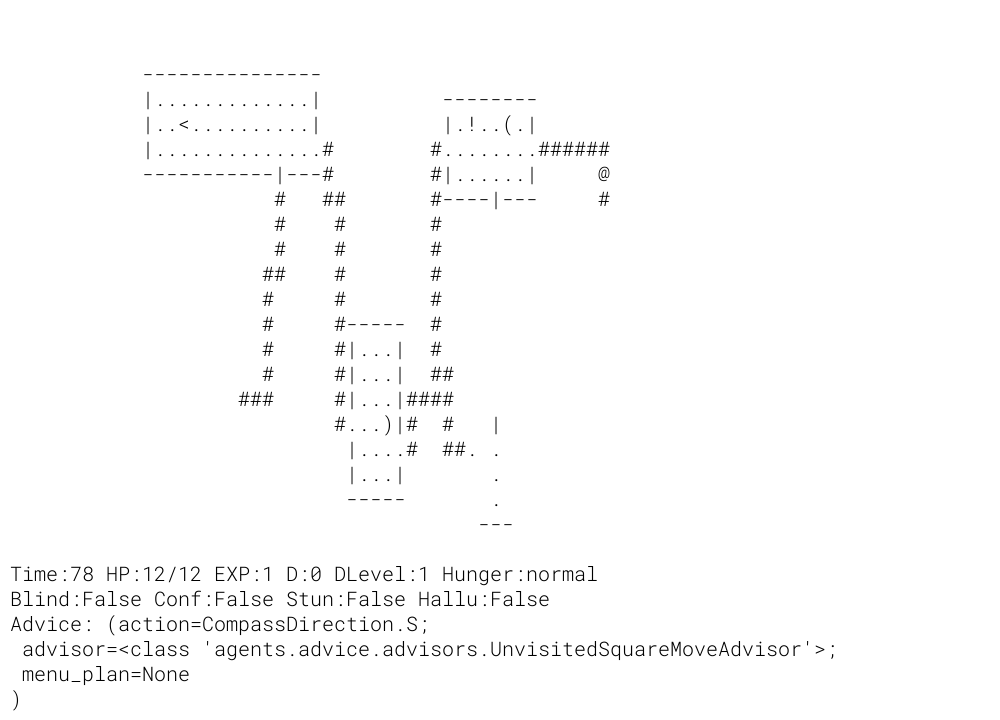 ---------------
           |.............|          --------
           |..<..........|          |.!..(.|
           |..............#        #........######
           -----------|---#        #|......|     @
                      #   ##       #----|---     #
                      #    #       #
                      #    #       #
                     ##    #       #
                     #     #       #
                     #     #-----  #
                     #     #|...|  #
                     #     #|...|  ##
                   ###     #|...|####
                           #...)|#  #   |
                            |....#  ##. .
                            |...|       .
                            -----       .
                                       ---
Time:78 HP:12/12 EXP:1 D:0 DLevel:1 Hunger:normal
Blind:False Conf:False Stun:False Hallu:False
Advice: (action=CompassDirection.S;
 advisor=<class 'agents.advice.advisors.UnvisitedSquareMoveAdvisor'>;
 menu_plan=None
)